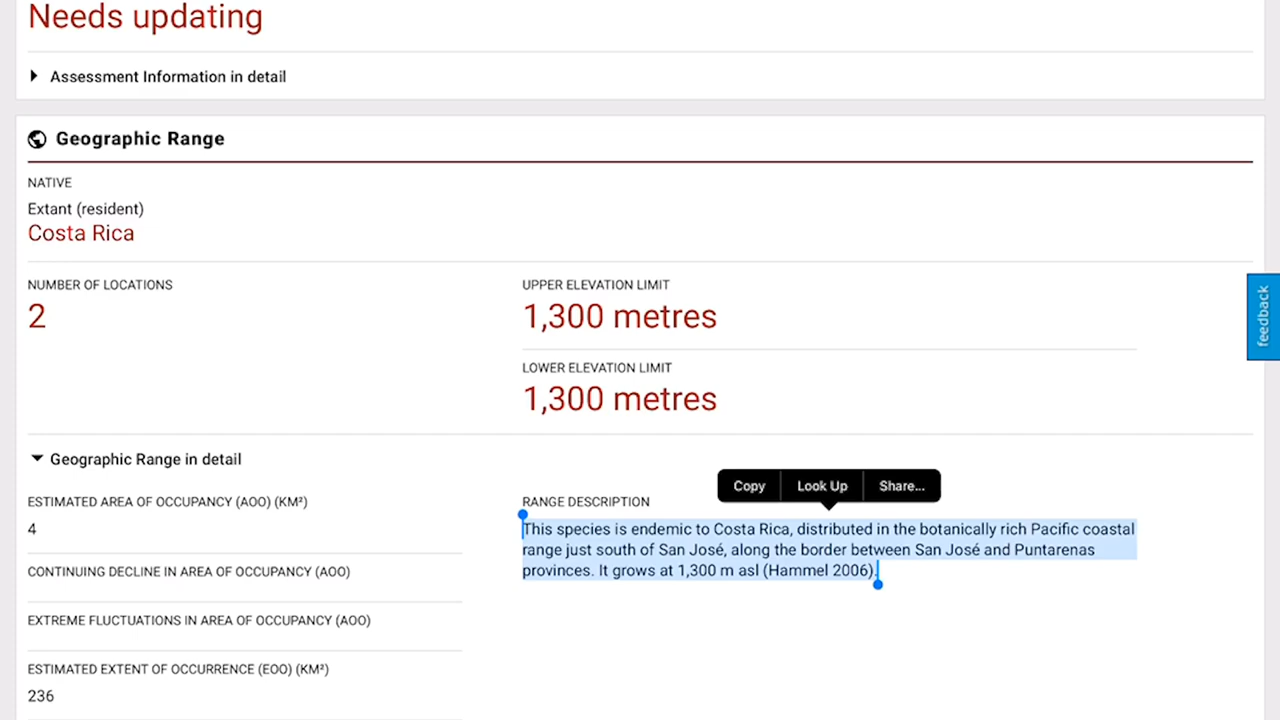 Needs updating
Assessment Information in detail
Geographic Range
NATIVE
Extant (resident)
Costa Rica
NUMBER OF LOCATIONS
2
UPPER ELEVATION LIMIT
1,300 metres
LOWER ELEVATION LIMIT
1,300 metres
feedback
Geographic Range in detail
ESTIMATED AREA OF OCCUPANCY (AOO) (KM²)
4
CONTINUING DECLINE IN AREA OF OCCUPANCY (AOO)
EXTREME FLUCTUATIONS IN AREA OF OCCUPANCY (AOO)
ESTIMATED EXTENT OF OCCURRENCE (EOO) (KM²)
236
Copy Look Up Share...
RANGE DESCRIPTION
This species is endemic to Costa Rica, distributed in the botanically rich Pacific coastal
range just south of San José, along the border between San José and Puntarenas
provinces. It grows at 1,300 m asl (Hammel 2006).